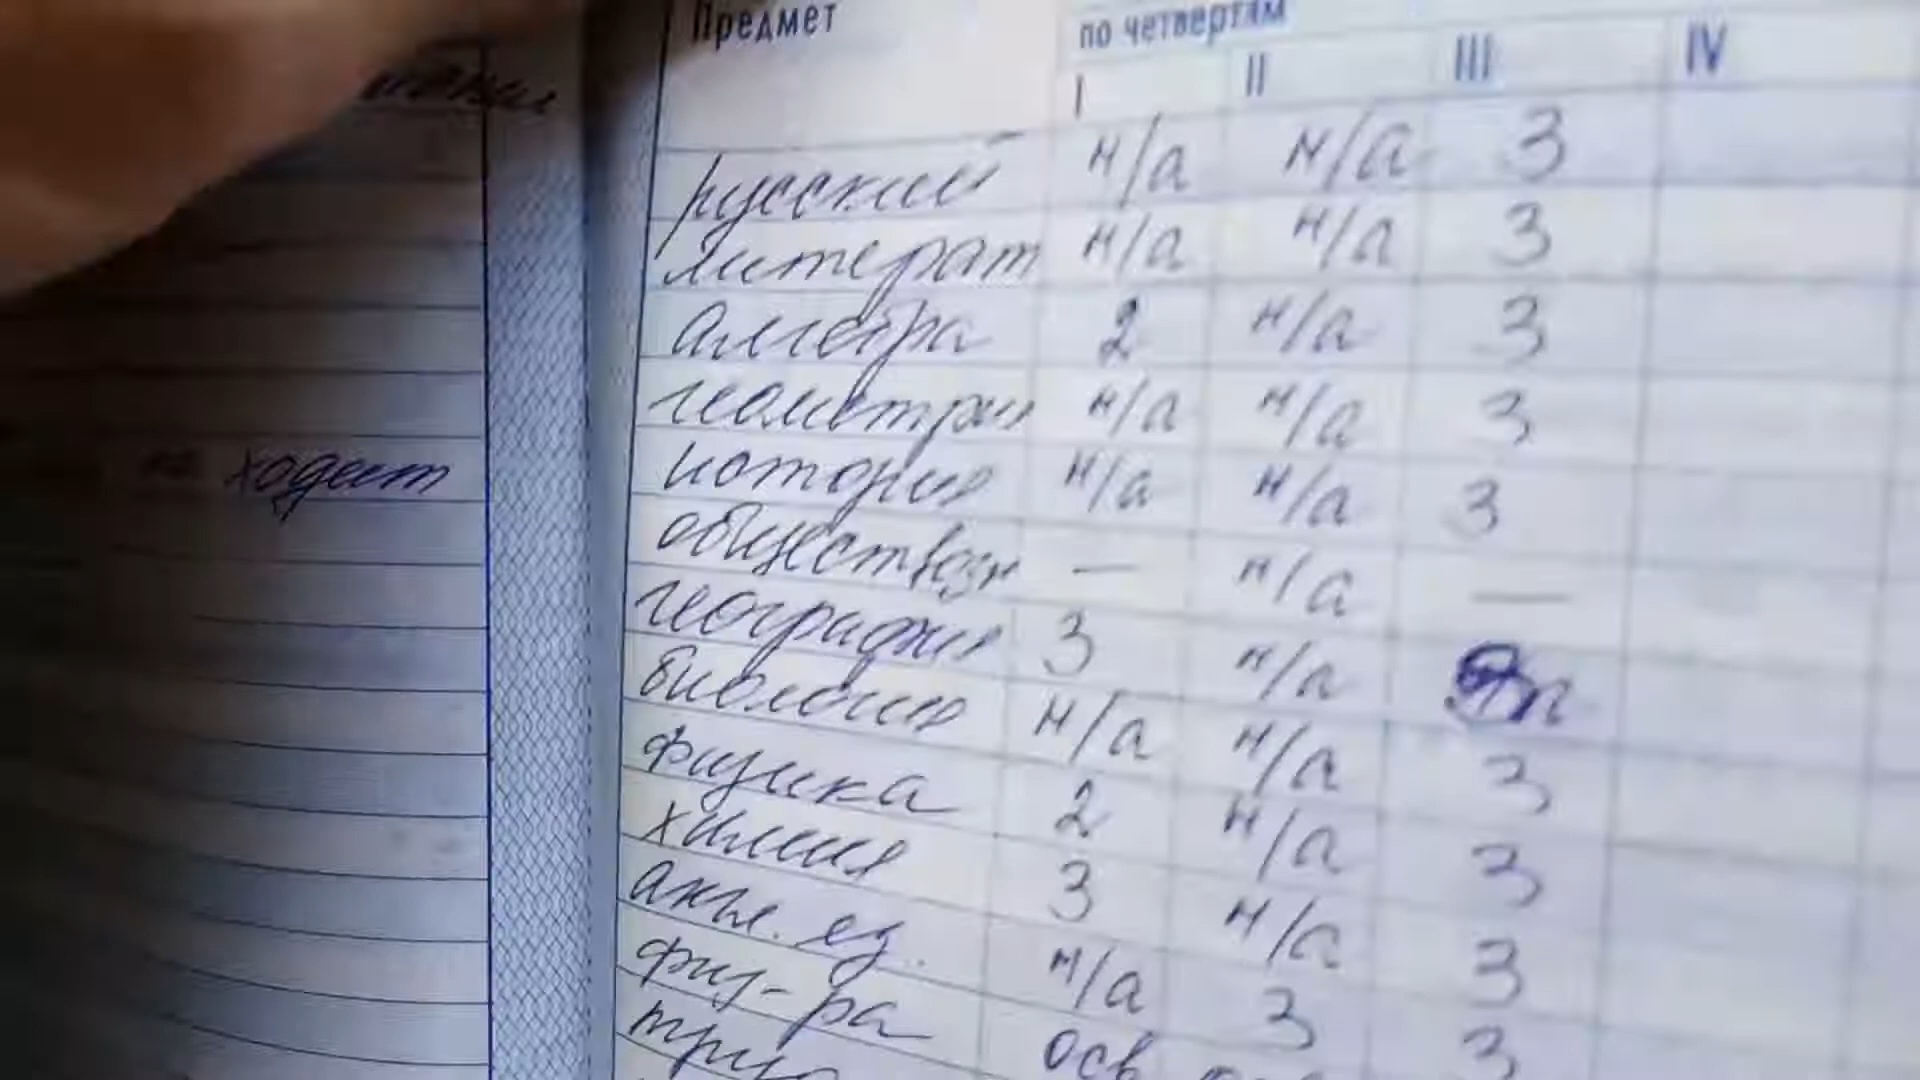 ходит
Предмет
по четвертям
I II III IV
русский н/а н/а 3
литерат н/а н/а 3
алгебра 2 н/а 3
геометрия н/а н/а 3
история н/а н/а 3
обществозн — н/а —
география 3 н/а
биология н/а н/а 3
физика 2 н/а 3
химия 3 н/а 3
англ. яз. н/а 3 3
физ-ра осв